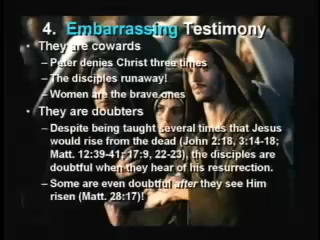 4. Embarrassing Testimony
• They are cowards
– Peter denies Christ three times
– The disciples runaway!
– Women are the brave ones
• They are doubters
– Despite being taught several times that Jesus
would rise from the dead (John 2:18, 3:14-18;
Matt. 12:39-41; 17:9, 22-23), the disciples are
doubtful when they hear of his resurrection.
– Some are even doubtful after they see Him
risen (Matt. 28:17)!